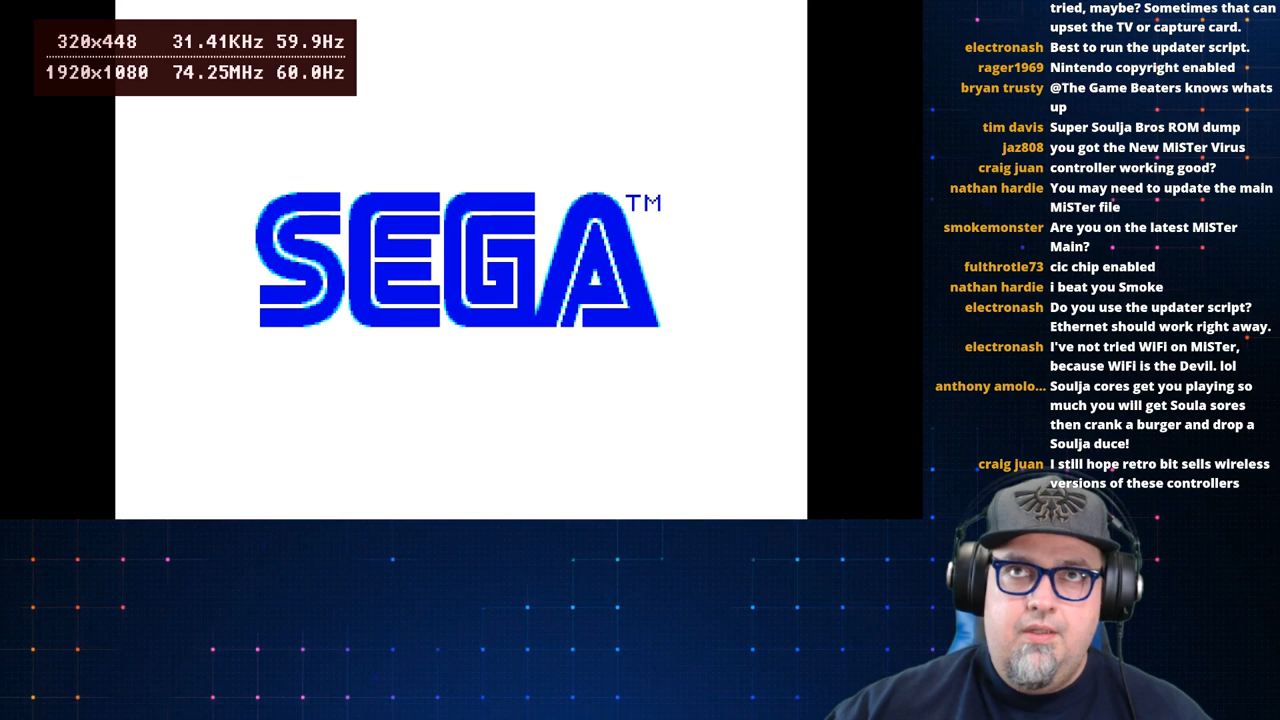 320x448 31.41KHz 59.9Hz
1920x1080 74.25MHz 60.0Hz
SEGA TM
tried, maybe? Sometimes that can
upset the TV or capture card.
electronash Best to run the updater script.
rager1969 Nintendo copyright enabled
bryan trusty @The Game Beaters knows whats
up
tim davis Super Soulja Bros ROM dump
jaz808 you got the New MiSTer Virus
craig juan controller working good?
nathan hardie You may need to update the main
MiSTer file
smokemonster Are you on the latest MiSTer
Main?
fulthrotle73 cic chip enabled
nathan hardie i beat you Smoke
electronash Do you use the updater script?
Ethernet should work right away.
electronash I've not tried WiFi on MiSTer,
because WiFi is the Devil. lol
anthony amolo... Soulja cores get you playing so
much you will get Soula sores
then crank a burger and drop a
Soulja duce!
craig juan I still hope retro bit sells wireless
versions of these controllers